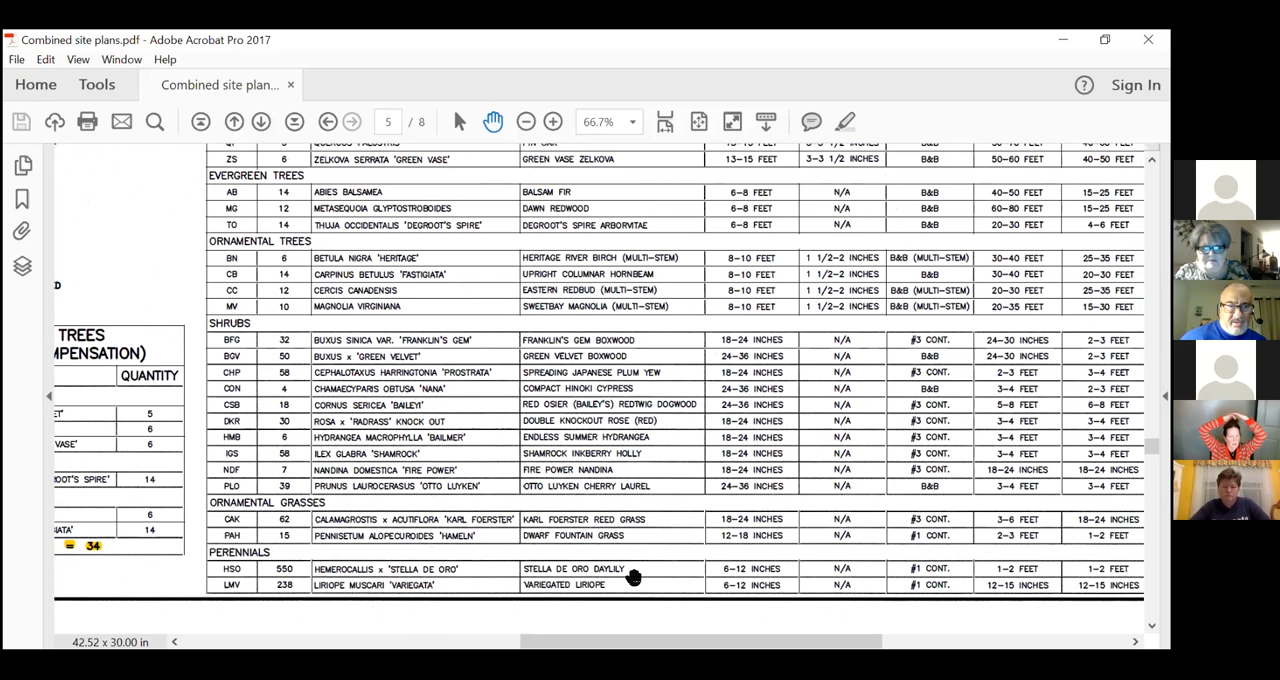 Combined site plans.pdf - Adobe Acrobat Pro 2017
File Edit View Window Help
Home Tools Combined site plan... × Sign In
5 / 8 66.7%
ZS 6 ZELKOVA SERRATA 'GREEN VASE' GREEN VASE ZELKOVA 13-15 FEET 3-3 1/2 INCHES B&B 50-60 FEET 40-50 FEET
EVERGREEN TREES
AB 14 ABIES BALSAMEA BALSAM FIR 6-8 FEET N/A B&B 40-50 FEET 15-25 FEET
MG 12 METASEQUOIA GLYPTOSTROBOIDES DAWN REDWOOD 6-8 FEET N/A B&B 60-80 FEET 15-25 FEET
TO 14 THUJA OCCIDENTALIS 'DEGROOT'S SPIRE' DEGROOT'S SPIRE ARBORVITAE 6-8 FEET N/A B&B 20-30 FEET 4-6 FEET
ORNAMENTAL TREES
BN 6 BETULA NIGRA 'HERITAGE' HERITAGE RIVER BIRCH (MULTI-STEM) 8-10 FEET 1 1/2-2 INCHES B&B (MULTI-STEM) 30-40 FEET 25-35 FEET
CB 14 CARPINUS BETULUS 'FASTIGIATA' UPRIGHT COLUMNAR HORNBEAM 8-10 FEET 1 1/2-2 INCHES B&B 30-40 FEET 20-30 FEET
CC 12 CERCIS CANADENSIS EASTERN REDBUD (MULTI-STEM) 8-10 FEET 1 1/2-2 INCHES B&B (MULTI-STEM) 20-30 FEET 25-35 FEET
MV 10 MAGNOLIA VIRGINIANA SWEETBAY MAGNOLIA (MULTI-STEM) 8-10 FEET 1 1/2-2 INCHES B&B (MULTI-STEM) 20-35 FEET 15-30 FEET
SHRUBS
BFG 32 BUXUS SINICA VAR. 'FRANKLIN'S GEM' FRANKLIN'S GEM BOXWOOD 18-24 INCHES N/A #3 CONT. 24-30 INCHES 2-3 FEET
BGV 50 BUXUS x 'GREEN VELVET' GREEN VELVET BOXWOOD 24-36 INCHES N/A B&B 24-30 INCHES 2-3 FEET
CHP 58 CEPHALOTAXUS HARRINGTONIA 'PROSTRATA' SPREADING JAPANESE PLUM YEW 18-24 INCHES N/A #3 CONT. 2-3 FEET 3-4 FEET
CON 4 CHAMAECYPARIS OBTUSA 'NANA' COMPACT HINOKI CYPRESS 24-36 INCHES N/A B&B 3-4 FEET 2-3 FEET
CSB 18 CORNUS SERICEA 'BAILEYI' RED OSIER (BAILEY'S) REDTWIG DOGWOOD 24-36 INCHES N/A #3 CONT. 5-8 FEET 6-8 FEET
DKR 30 ROSA x 'RADRASS' KNOCK OUT DOUBLE KNOCKOUT ROSE (RED) 18-24 INCHES N/A #3 CONT. 3-4 FEET 3-4 FEET
HMB 6 HYDRANGEA MACROPHYLLA 'BAILMER' ENDLESS SUMMER HYDRANGEA 18-24 INCHES N/A #3 CONT. 3-4 FEET 3-4 FEET
IGS 58 ILEX GLABRA 'SHAMROCK' SHAMROCK INKBERRY HOLLY 18-24 INCHES N/A #3 CONT. 3-4 FEET 3-4 FEET
NDF 7 NANDINA DOMESTICA 'FIRE POWER' FIRE POWER NANDINA 18-24 INCHES N/A #3 CONT. 18-24 INCHES 18-24 INCHES
PLO 39 PRUNUS LAUROCERASUS 'OTTO LUYKEN' OTTO LUYKEN CHERRY LAUREL 24-36 INCHES N/A B&B 3-4 FEET 3-4 FEET
ORNAMENTAL GRASSES
CAK 62 CALAMAGROSTIS x ACUTIFLORA 'KARL FOERSTER' KARL FOERSTER REED GRASS 18-24 INCHES N/A #3 CONT. 3-6 FEET 18-24 INCHES
PAH 15 PENNISETUM ALOPECUROIDES 'HAMELN' DWARF FOUNTAIN GRASS 12-18 INCHES N/A #1 CONT. 2-3 FEET 1-2 FEET
PERENNIALS
HSO 550 HEMEROCALLIS x 'STELLA DE ORO' STELLA DE ORO DAYLILY 6-12 INCHES N/A #1 CONT. 1-2 FEET 1-2 FEET
LMV 238 LIRIOPE MUSCARI 'VARIEGATA' VARIEGATED LIRIOPE 6-12 INCHES N/A #1 CONT. 12-15 INCHES 12-15 INCHES
TREES
MPENSATION)
QUANTITY
5
6
VASE' 6
ROOT'S SPIRE' 14
6
IATA' 14
= 34
42.52 x 30.00 in